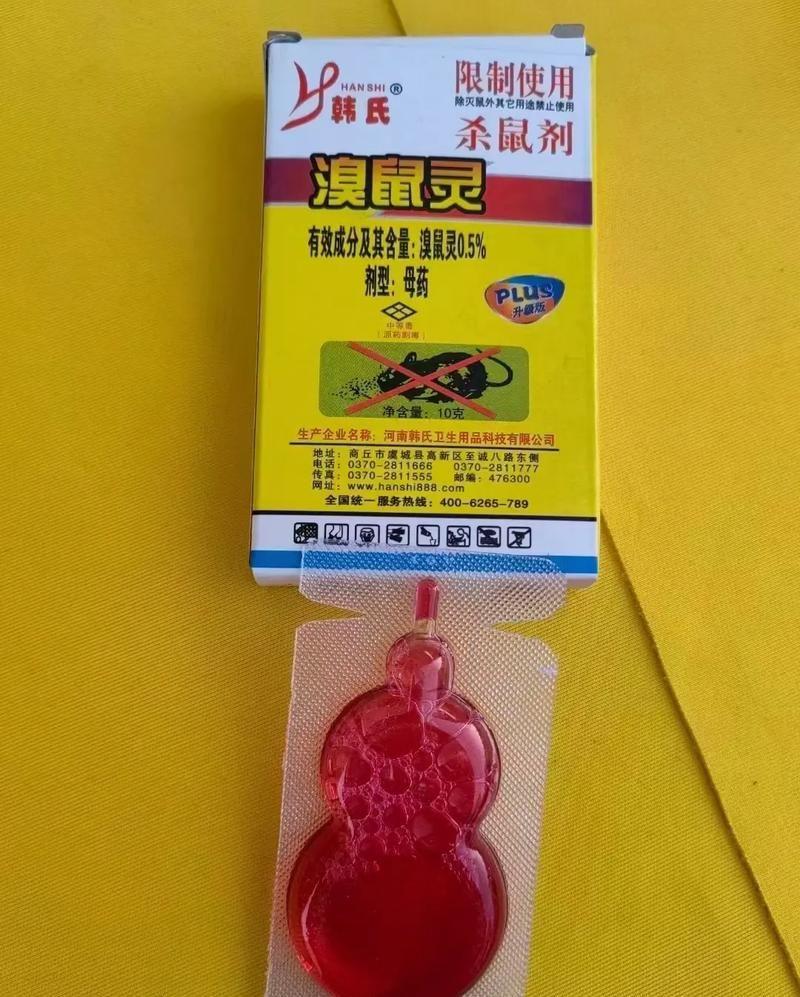 HAN SHI ®
韩氏
限制使用
除灭鼠外其它用途禁止使用
杀鼠剂
溴鼠灵
有效成分及其含量：溴鼠灵0.5%
剂型：母药
PLUS
升级版
中等毒
（原药剧毒）
净含量：10克
生产企业名称：河南韩氏卫生用品科技有限公司
地址：商丘市虞城县高新区至诚八路东侧
电话：0370-2811666 0370-2811777
传真：0370-2811555 邮编：476300
网址：www.hanshi888.com
全国统一服务热线：400-6265-789